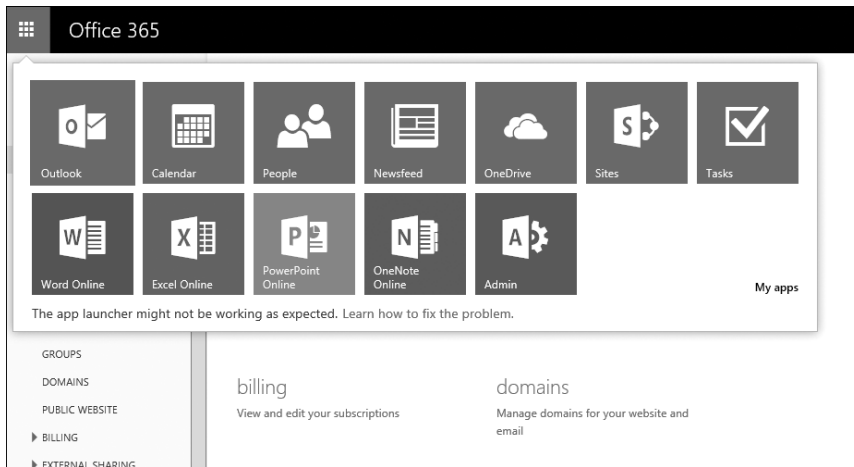 Office 365
O
S
Outlook
Calendar
People
Newsfeed
OneDrive
Sites
Tasks
W
X
P
N
A
Word Online
Excel Online
PowerPoint
Online
OneNote
Online
Admin
My apps
The app launcher might not be working as expected. Learn how to fix the problem.
GROUPS
DOMAINS
PUBLIC WEBSITE
BILLING
EXTERNAL SHARING
billing
View and edit your subscriptions
domains
Manage domains for your website and
email